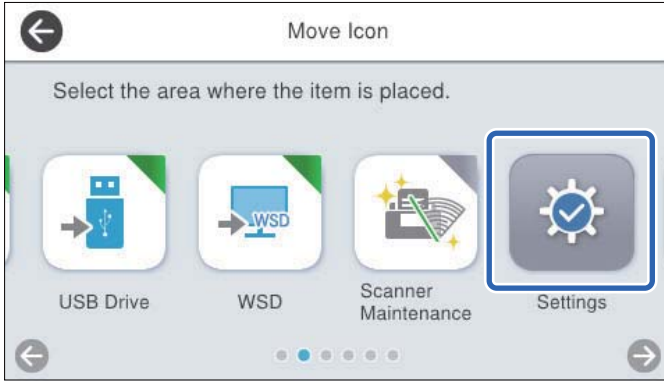 Move Icon
Select the area where the item is placed.
WSD
USB Drive
WSD
Scanner
Maintenance
Settings